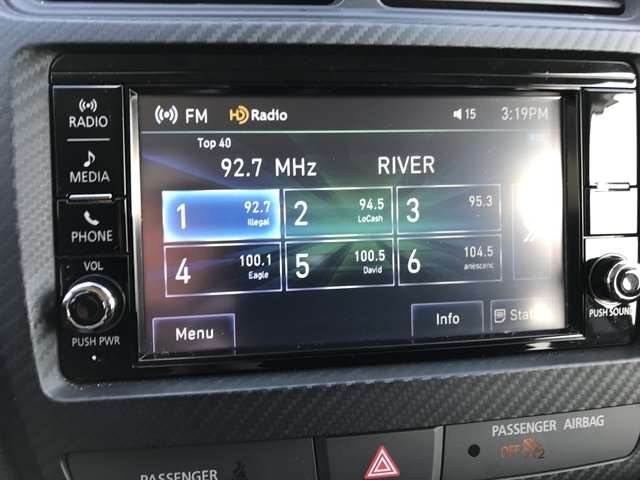 RADIO
MEDIA
PHONE
VOL
PUSH PWR
FM HD Radio 15 3:19PM
Top 40
92.7 MHz RIVER
1 92.7 Illegal
2 94.5 LoCash
3 95.3
4 100.1 Eagle
5 100.5 David
6 104.5 anescenc
Menu
Info
Stat
PUSH SOUND
PASSENGER
PASSENGER AIRBAG
OFF